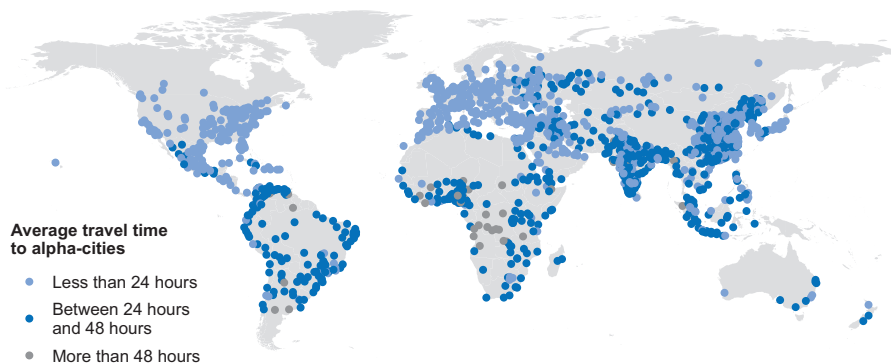 Average travel time
to alpha-cities
Less than 24 hours
Between 24 hours
and 48 hours
More than 48 hours